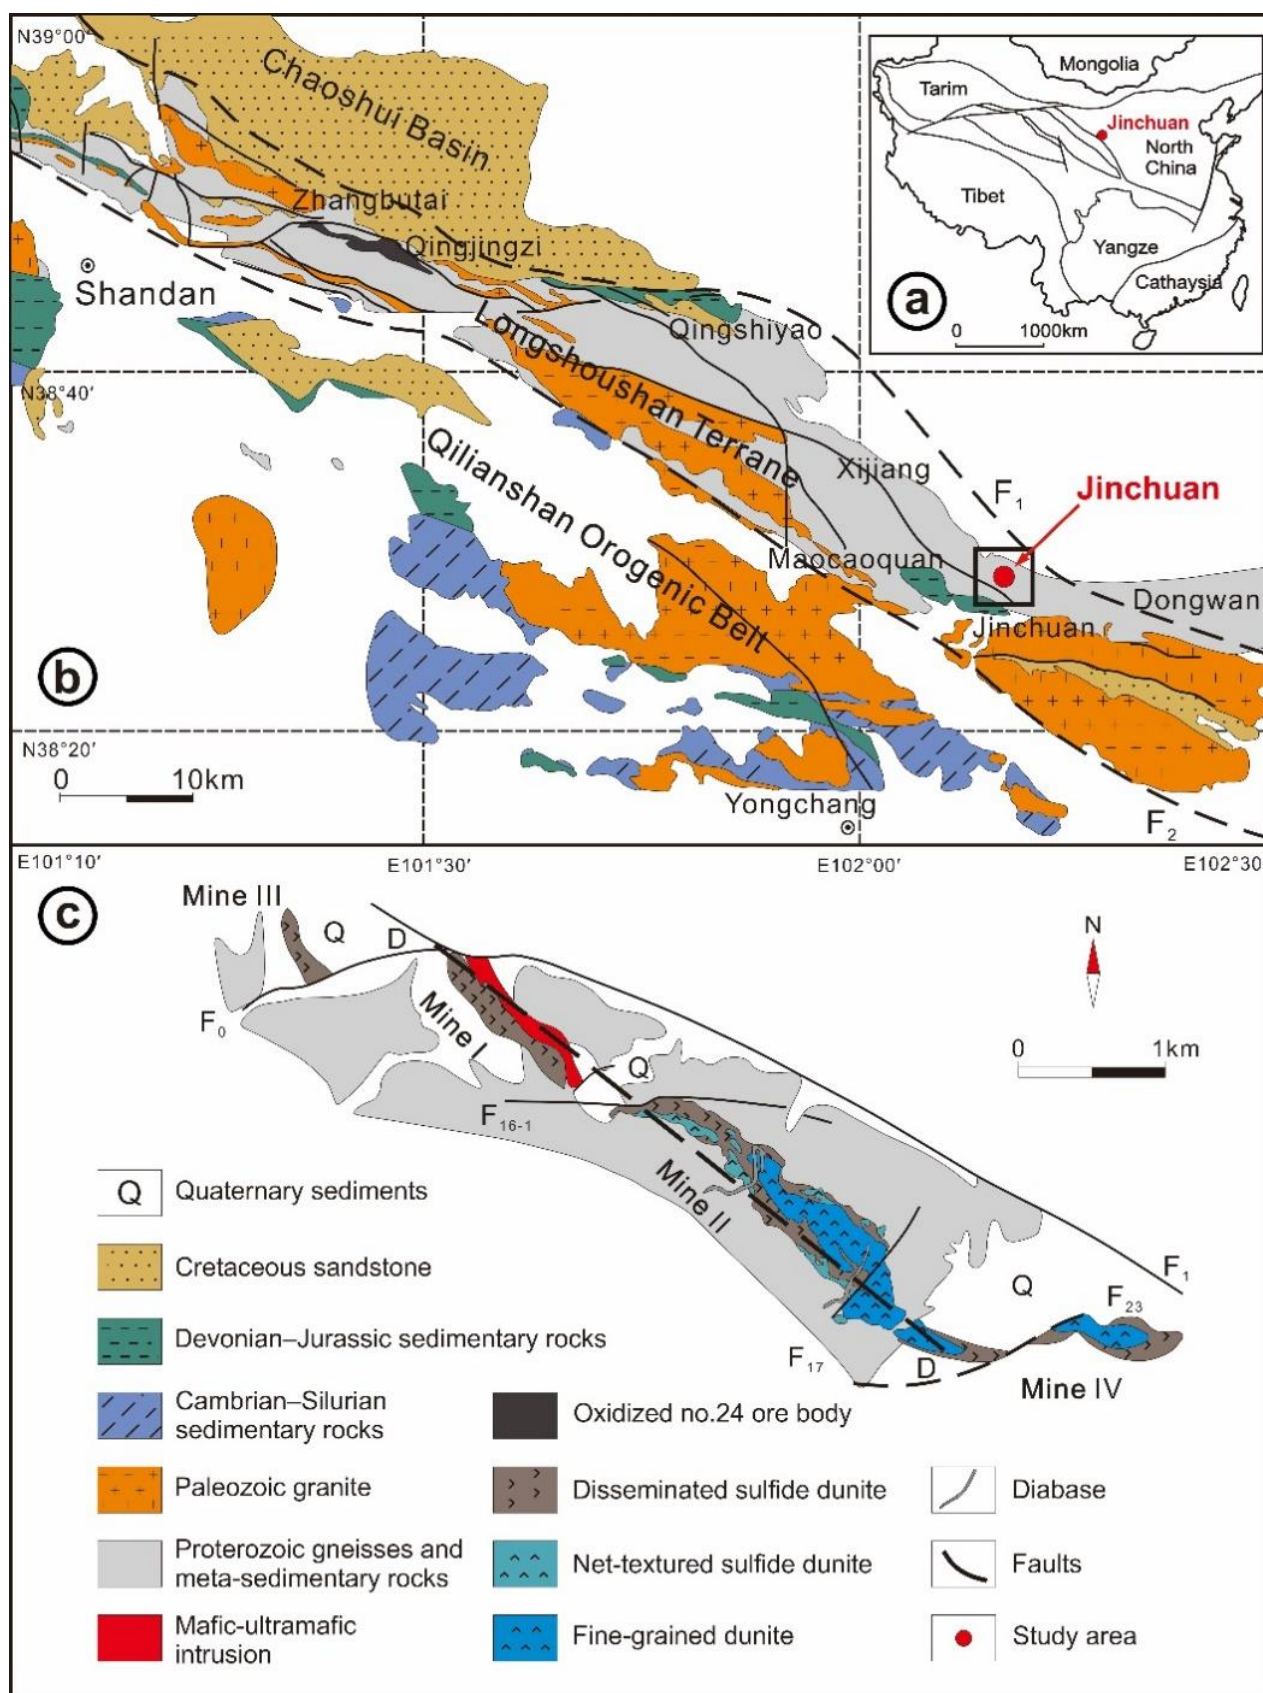 N39°00′
Chaoshui Basin
Zhangbutai
Qingjingzi
Shandan
Longshoushan Terrane
Qingshiyao
N38°40′
Qilianshan Orogenic Belt
Xijiang
F1
Jinchuan
Maocaoquan
Dongwan
Jinchuan
b
N38°20′
0 10km
Yongchang
F2
E101°10′
E101°30′
E102°00′
E102°30′
Mongolia
Tarim
Jinchuan
North
China
Tibet
Yangze
Cathaysia
a
0 1000km
c
Mine III
Q
D
F0
Mine I
N
0 1km
Q
F16-1
Mine II
F1
Q
F23
F17
D
Mine IV
Q Quaternary sediments
Cretaceous sandstone
Devonian–Jurassic sedimentary rocks
Cambrian–Silurian
sedimentary rocks
Paleozoic granite
Proterozoic gneisses and
meta-sedimentary rocks
Mafic-ultramafic
intrusion
Oxidized no.24 ore body
Disseminated sulfide dunite
Net-textured sulfide dunite
Fine-grained dunite
Diabase
Faults
Study area